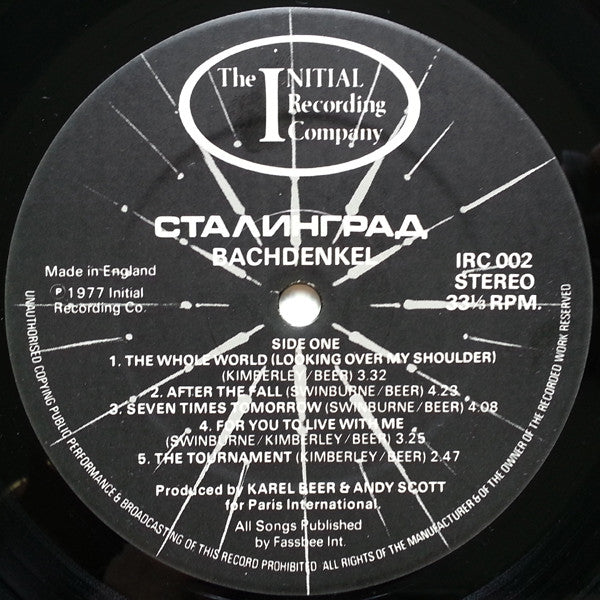 The INITIAL
Recording
Company
СТАЛИНГРАД
BACHDENKEL
Made in England
Ⓟ 1977 Initial
Recording Co.
IRC 002
STEREO
33⅓ RPM.
SIDE ONE
1. THE WHOLE WORLD (LOOKING OVER MY SHOULDER)
(KIMBERLEY/BEER) 3.32
2. AFTER THE FALL (SWINBURNE/BEER) 4.23
3. SEVEN TIMES TOMORROW (SWINBURNE/BEER) 4.08
4. FOR YOU TO LIVE WITH ME
(SWINBURNE/KIMBERLEY/BEER) 3.25
5. THE TOURNAMENT (KIMBERLEY/BEER) 2.47
Produced by KAREL BEER & ANDY SCOTT
for Paris International.
All Songs Published
by Fassbee Int.
UNAUTHORISED COPYING PUBLIC PERFORMANCE & BROADCASTING OF THIS RECORD PROHIBITED ALL RIGHTS OF THE MANUFACTURER & OF THE OWNER OF THE RECORDED WORK RESERVED